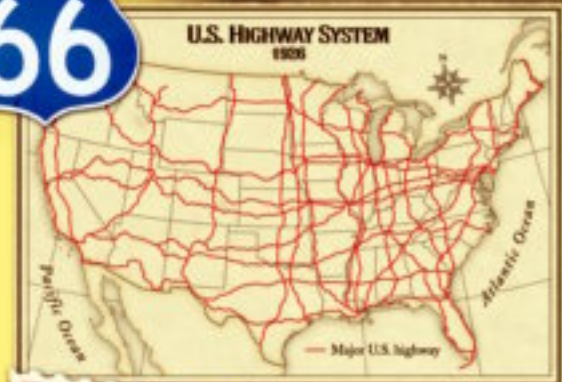 66
U.S. HIGHWAY SYSTEM
1926
N
Pacific Ocean
Atlantic Ocean
Major U.S. highway